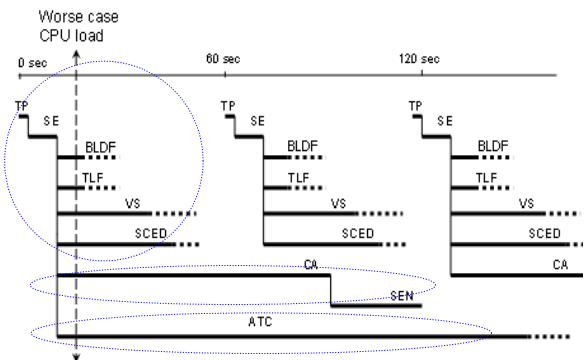 Worse case
CPU load
0 sec
60 sec
120 sec
TP
SE
BLDF
TLF
VS
SCED
TP
SE
BLDF
TLF
VS
SCED
TP
SE
BLDF
TLF
VS
SCED
CA
SEN
CA
ATC